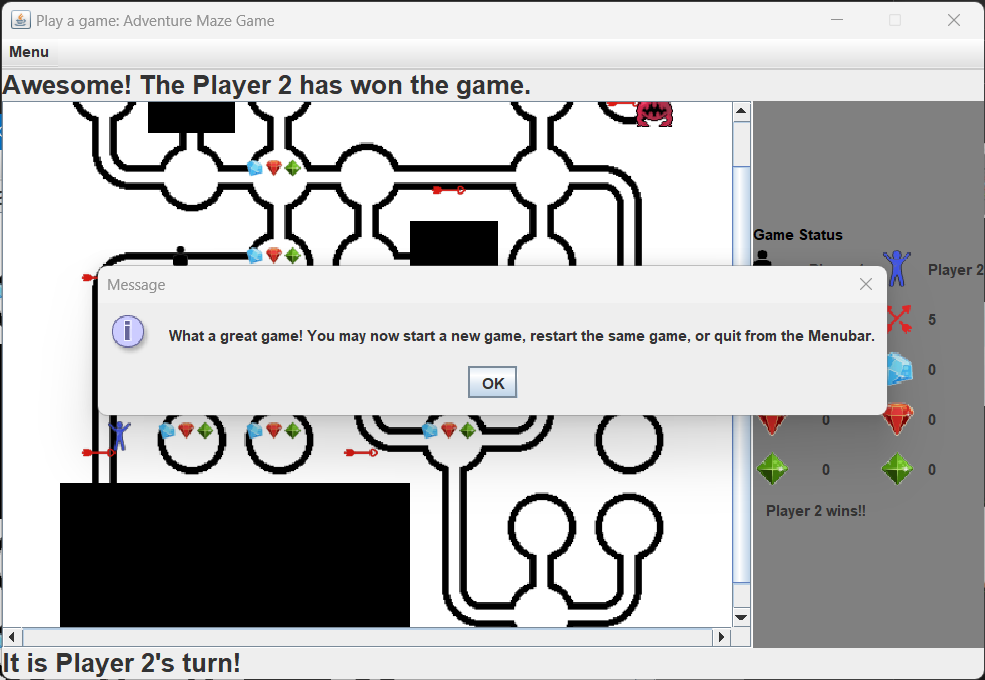 Play a game: Adventure Maze Game
Menu
Awesome! The Player 2 has won the game.
Game Status
Player 2
5
Message
What a great game! You may now start a new game, restart the same game, or quit from the Menubar.
0
OK
0 0
0 0
Player 2 wins!!
It is Player 2's turn!